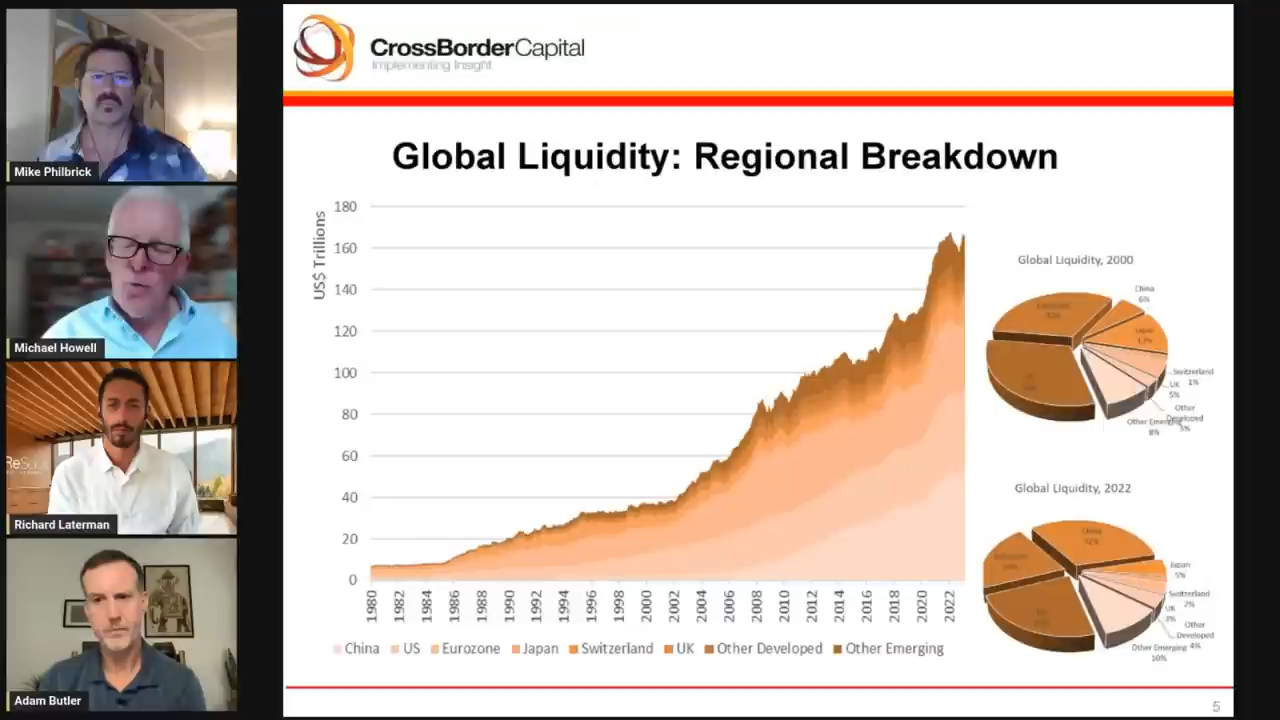 Mike Philbrick
Michael Howell
ReS
Richard Laterman
Adam Butler
CrossBorderCapital
Implementing Insight
Global Liquidity: Regional Breakdown
US$ Trillions
180
160
140
120
100
80
60
40
20
0
1980
1982
1984
1986
1988
1990
1992
1994
1996
1998
2000
2002
2004
2006
2008
2010
2012
2014
2016
2018
2020
2022
China
US
Eurozone
Japan
Switzerland
UK
Other Developed
Other Emerging
Global Liquidity, 2000
China
6%
Japan
Switzerland
1%
UK
5%
Other
Developed
5%
Other Emerging
8%
Global Liquidity, 2022
China
Japan
5%
Switzerland
2%
UK
3%
Other
Developed
4%
Other Emerging
10%
5